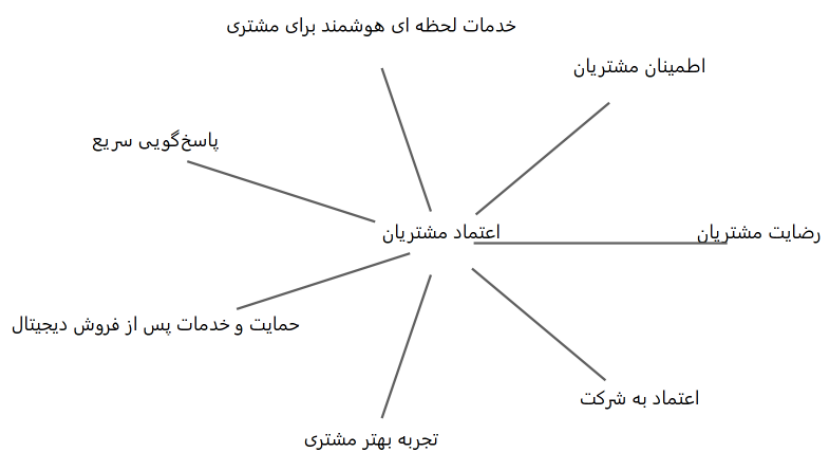 خدمات لحظه ای هوشمند برای مشتری
اطمینان مشتریان
پاسخ‌گویی سریع
اعتماد مشتریان
رضایت مشتریان
حمایت و خدمات پس از فروش دیجیتال
اعتماد به شرکت
تجربه بهتر مشتری